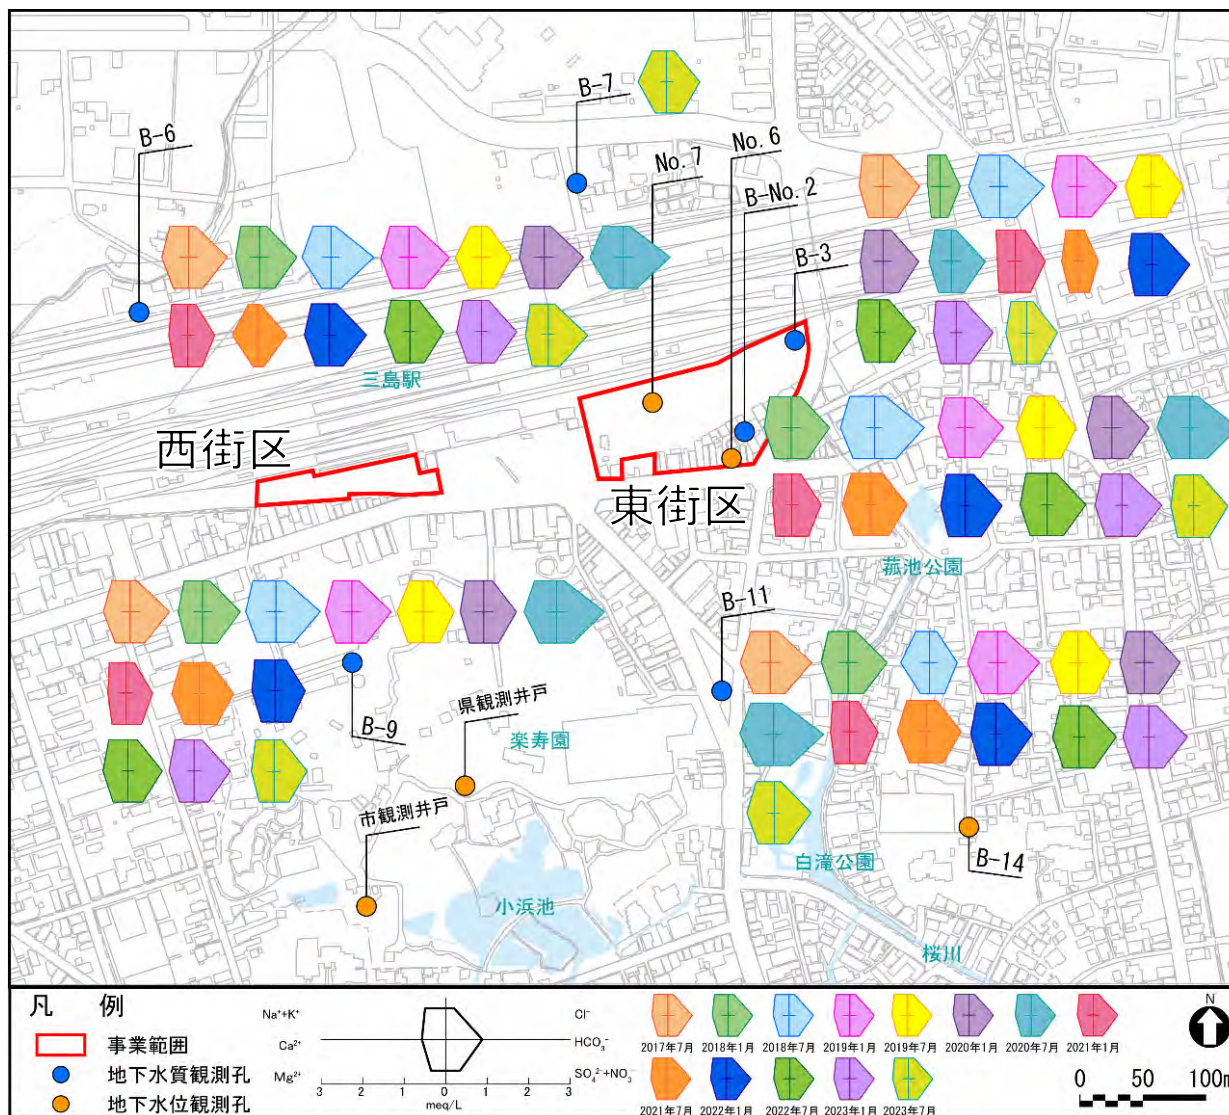 B-7
B-6
No. 6
No. 7
B-No. 2
B-3
三島駅
西街区
東街区
菰池公園
B-11
県観測井戸
B-9
楽寿園
市観測井戸
白滝公園
B-14
小浜池
桜川
凡 例
事業範囲
地下水質観測孔
地下水位観測孔
Na⁺+K⁺ Cl⁻
Ca²⁺ HCO₃⁻
Mg²⁺ SO₄²⁻+NO₃⁻
3 2 1 0 1 2 3
meq/L
2017年7月 2018年1月 2018年7月 2019年1月 2019年7月 2020年1月 2020年7月 2021年1月
2021年7月 2022年1月 2022年7月 2023年1月 2023年7月
N
0 50 100m